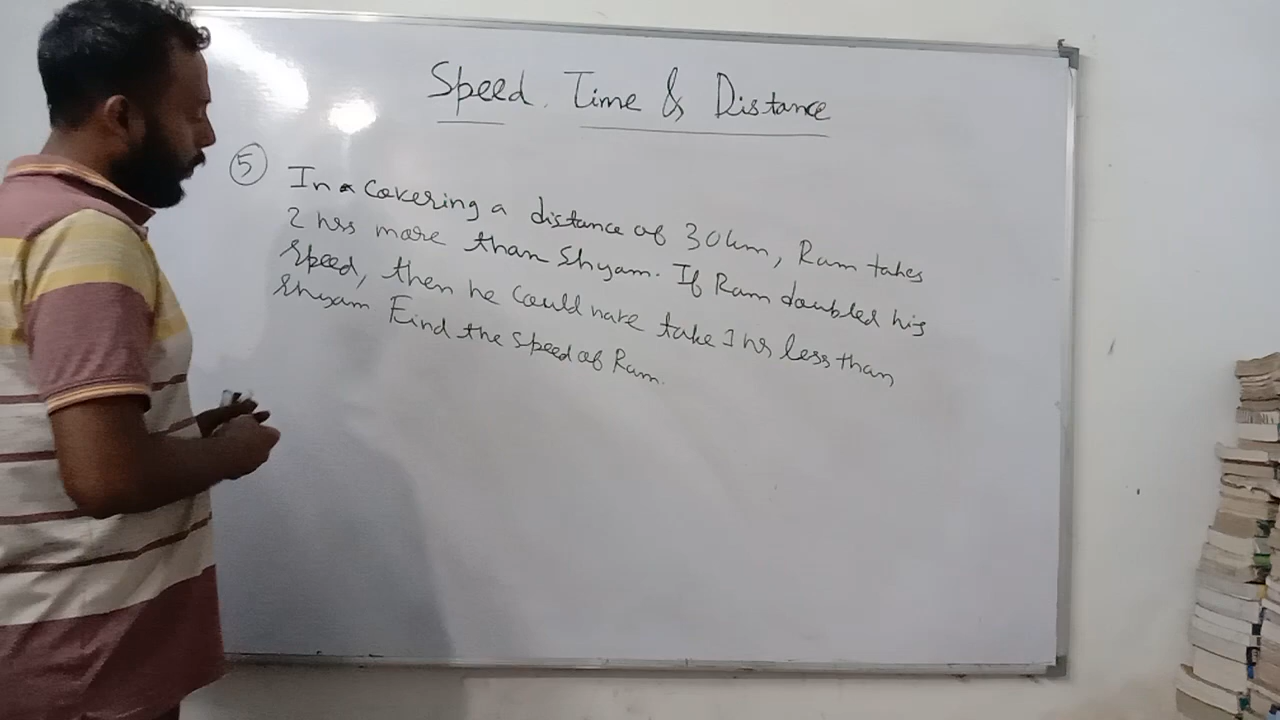 Speed, Time & Distance
5 In a Covering a distance of 30km, Ram takes
2 hrs more than Shyam. If Ram doubled his
speed, then he could have take 1 hr less than
Shyam Find the speed of Ram.